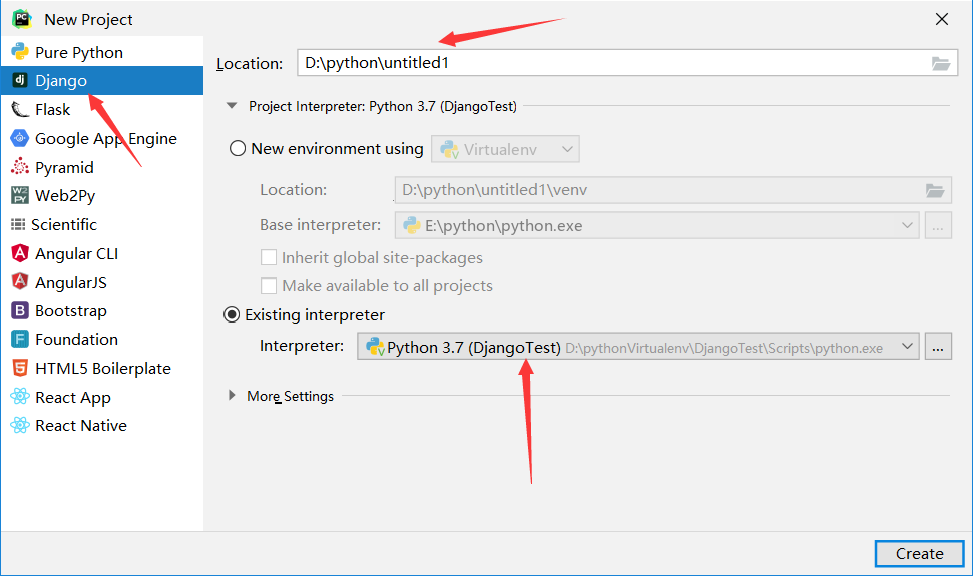 New Project
Pure Python
Django
Flask
Google App Engine
Pyramid
Web2Py
Scientific
Angular CLI
AngularJS
Bootstrap
Foundation
HTML5 Boilerplate
React App
React Native
Location: D:\python\untitled1
Project Interpreter: Python 3.7 (DjangoTest)
New environment using Virtualenv
Location: D:\python\untitled1\venv
Base interpreter: E:\python\python.exe ...
Inherit global site-packages
Make available to all projects
Existing interpreter
Interpreter: Python 3.7 (DjangoTest) D:\pythonVirtualenv\DjangoTest\Scripts\python.exe ...
More Settings
Create